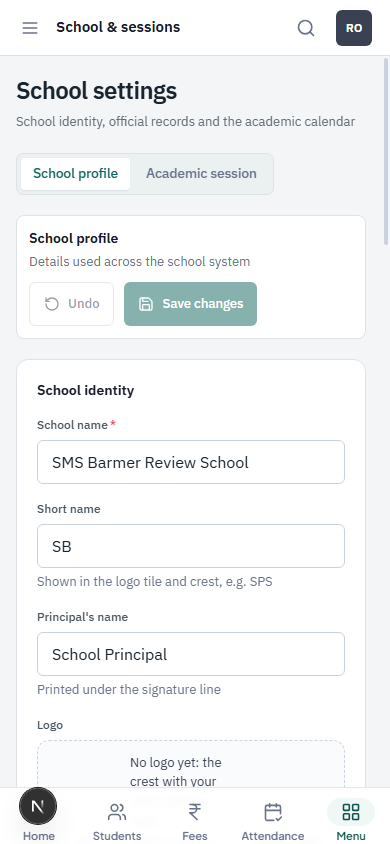 School & sessions
RO
School settings
School identity, official records and the academic calendar
School profile
Academic session
School profile
Details used across the school system
Undo
Save changes
School identity
School name *
SMS Barmer Review School
Short name
SB
Shown in the logo tile and crest, e.g. SPS
Principal's name
School Principal
Printed under the signature line
Logo
No logo yet: the
crest with your
N
Home
Students
Fees
Attendance
Menu